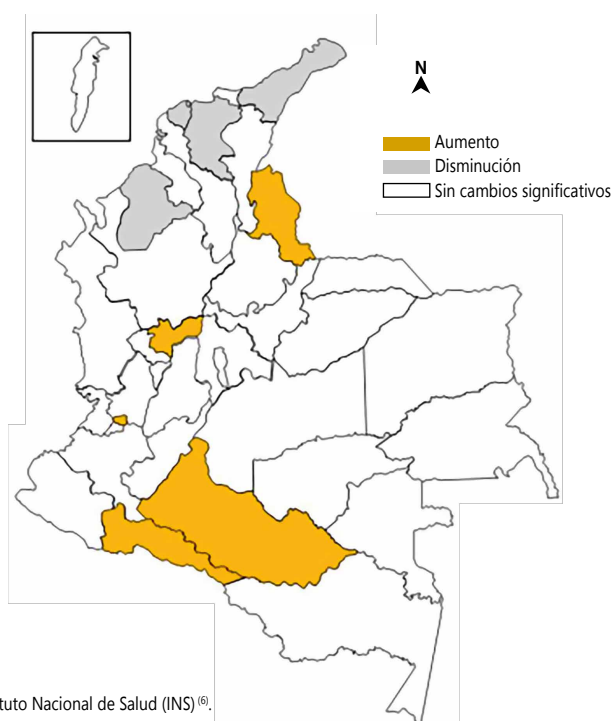 N
Aumento
Disminución
Sin cambios significativos
tuto Nacional de Salud (INS) (6).